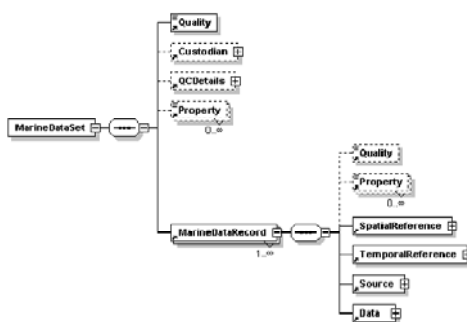 Quality
Custodian
QCDetails
Property
0..∞
MarineDataSet
Quality
Property
0..∞
MarineDataRecord
1..∞
SpatialReference
TemporalReference
Source
Data